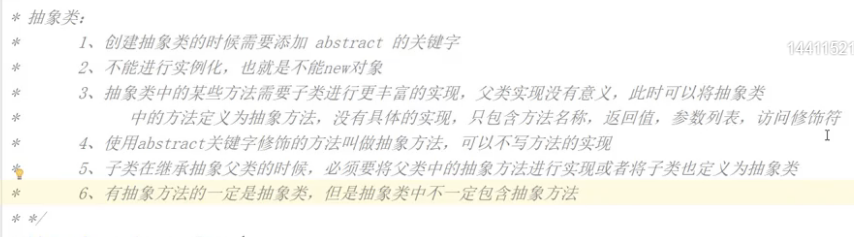 * 抽象类：
* 1、创建抽象类的时候需要添加 abstract 的关键字
14411521
* 2、不能进行实例化，也就是不能new对象
* 3、抽象类中的某些方法需要子类进行更丰富的实现，父类实现没有意义，此时可以将抽象类
* 中的方法定义为抽象方法，没有具体的实现，只包含方法名称，返回值，参数列表，访问修饰符
* 4、使用abstract关键字修饰的方法叫做抽象方法，可以不写方法的实现
* 5、子类在继承抽象父类的时候，必须要将父类中的抽象方法进行实现或者将子类也定义为抽象类
* 6、有抽象方法的一定是抽象类，但是抽象类中不一定包含抽象方法
* */